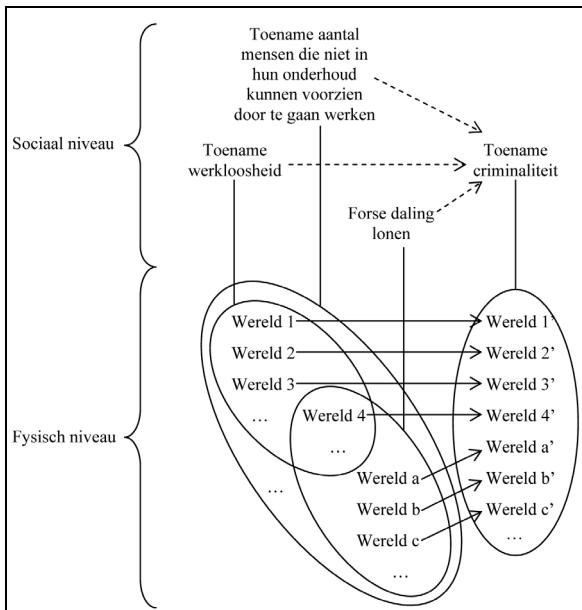 Toename aantal
mensen die niet in
hun onderhoud
kunnen voorzien
door te gaan werken
Sociaal niveau
Toename
werkloosheid
Toename
criminaliteit
Forse daling
lonen
Wereld 1
Wereld 1'
Wereld 2
Wereld 2'
Wereld 3
Wereld 3'
...
Wereld 4
Wereld 4'
Fysisch niveau
...
Wereld a'
...
Wereld a
Wereld b'
Wereld b
Wereld c'
Wereld c
...
...